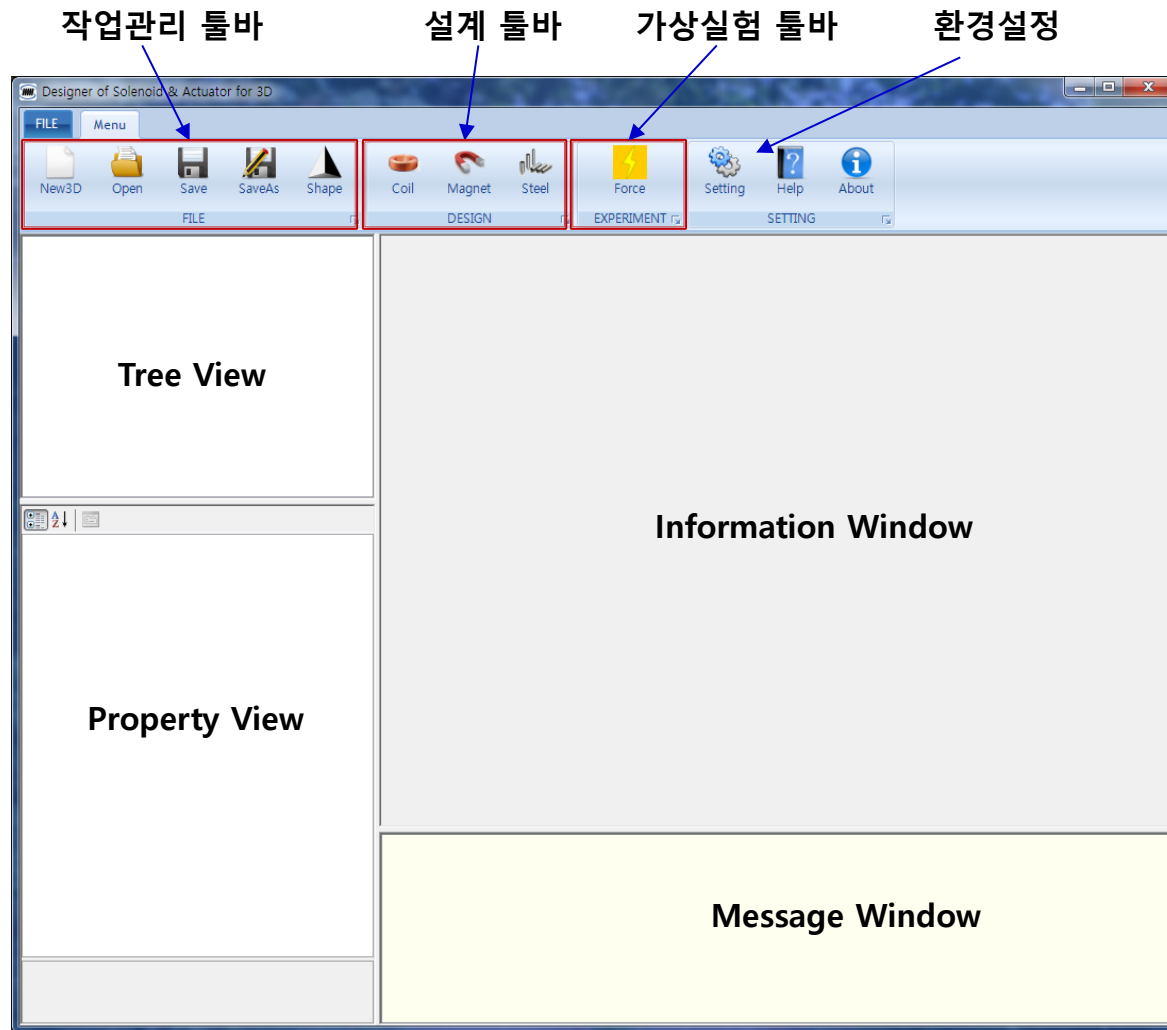 작업관리 툴바
설계 툴바
가상실험 툴바
환경설정
Designer of Solenoid & Actuator for 3D
FILE
Menu
New3D
Open
Save
SaveAs
Shape
Coil
Magnet
Steel
Force
Setting
Help
About
FILE
DESIGN
EXPERIMENT
SETTING
Tree View
Information Window
Property View
Message Window